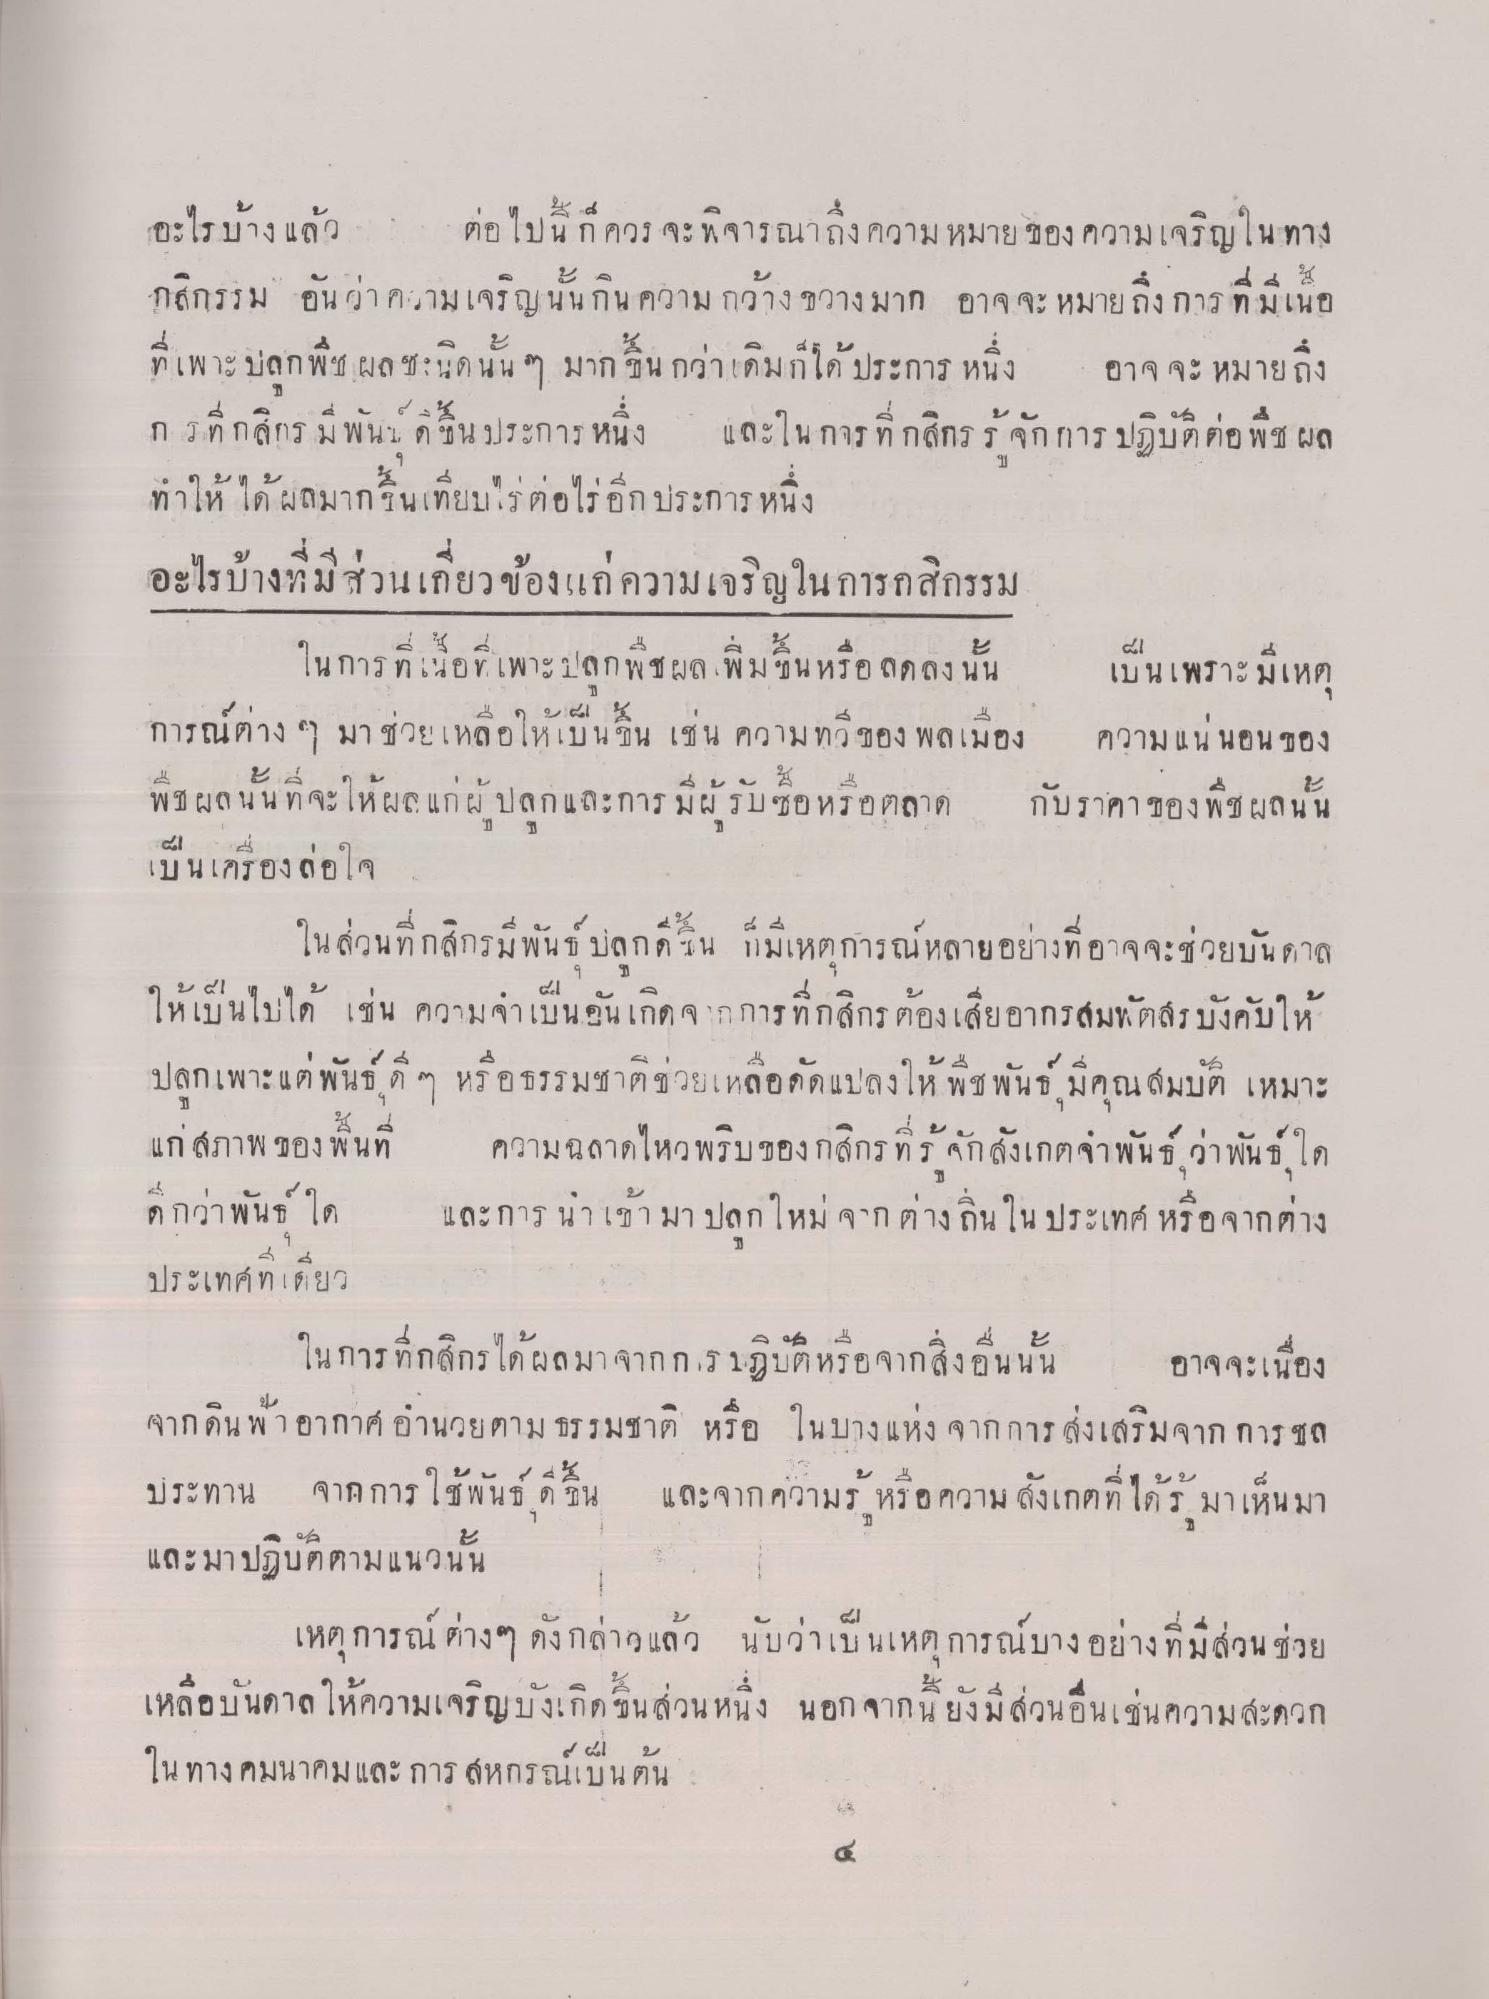 อะไรบ้างแล้ว ต่อไปนี้ก็ควรจะพิจารณาถึงความหมายของความเจริญในทาง
กสิกรรม อันว่าความเจริญนั้นกินความกว้างขวางมาก อาจจะหมายถึงการที่มีเนื้อ
ที่เพาะปลูกพืชผลชะนิดนั้นๆ มากขึ้นกว่าเดิมก็ได้ประการหนึ่ง อาจจะหมายถึง
การที่กสิกรมีพันธุ์ดีขึ้นประการหนึ่ง และในการที่กสิกรรู้จักการปฏิบัติต่อพืชผล
ทำให้ได้ผลมากขึ้นเทียบไร่ต่อไร่อีกประการหนึ่ง
อะไรบ้างที่มีส่วนเกี่ยวข้องแก่ความเจริญในการกสิกรรม
ในการที่เนื้อที่เพาะปลูกพืชผลเพิ่มขึ้นหรือลดลงนั้น เป็นเพราะมีเหตุ
การณ์ต่างๆ มาช่วยเหลือให้เป็นขึ้น เช่น ความทวีของพลเมือง ความแน่นอนของ
พืชผลนั้นที่จะให้ผลแก่ผู้ปลูกและการมีผู้รับซื้อหรือตลาด กับราคาของพืชผลนั้น
เป็นเครื่องล่อใจ
ในส่วนที่กสิกรมีพันธุ์ปลูกดีขึ้น ก็มีเหตุการณ์หลายอย่างที่อาจจะช่วยบันดาล
ให้เป็นไปได้ เช่น ความจำเป็นอันเกิดจากการที่กสิกรต้องเสียอากรสมพัตสรบังคับให้
ปลูกเพาะแต่พันธุ์ดีๆ หรือธรรมชาติช่วยเหลือดัดแปลงให้พืชพันธุ์มีคุณสมบัติ เหมาะ
แก่สภาพของพื้นที่ ความฉลาดไหวพริบของกสิกรที่รู้จักสังเกตจำพันธุ์ว่าพันธุ์ใด
ดีกว่าพันธุ์ใด และการนำเข้ามาปลูกใหม่จากต่างถิ่นในประเทศหรือจากต่าง
ประเทศทีเดียว
ในการที่กสิกรได้ผลมาจากการปฏิบัติหรือจากสิ่งอื่นนั้น อาจจะเนื่อง
จากดินฟ้าอากาศอำนวยตามธรรมชาติ หรือ ในบางแห่งจากการส่งเสริมจากการชล
ประทาน จากการใช้พันธุ์ดีขึ้น และจากความรู้หรือความสังเกตที่ได้รู้มาเห็นมา
และมาปฏิบัติตามแนวนั้น
เหตุการณ์ต่างๆดังกล่าวแล้ว นับว่าเป็นเหตุการณ์บางอย่างที่มีส่วนช่วย
เหลือบันดาลให้ความเจริญบังเกิดขึ้นส่วนหนึ่ง นอกจากนี้ยังมีส่วนอื่นเช่นความสะดวก
ในทางคมนาคมและการสหกรณ์เป็นต้น
๔